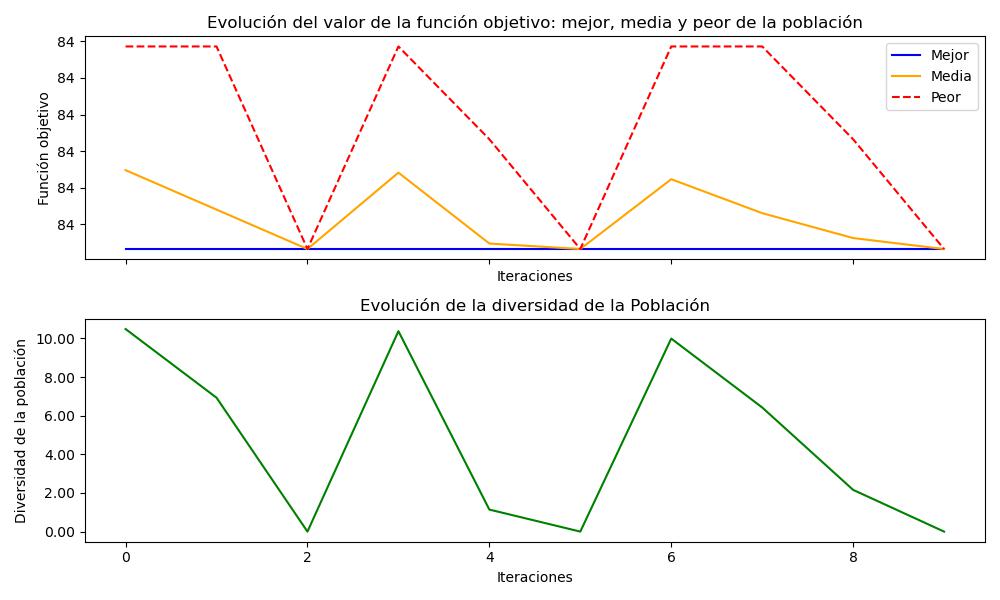 Evolución del valor de la función objetivo: mejor, media y peor de la población
84
84
84
84
84
84
Función objetivo
Mejor
Media
Peor
Iteraciones
Evolución de la diversidad de la Población
10.00
8.00
6.00
4.00
2.00
0.00
Diversidad de la población
0 2 4 6 8
Iteraciones